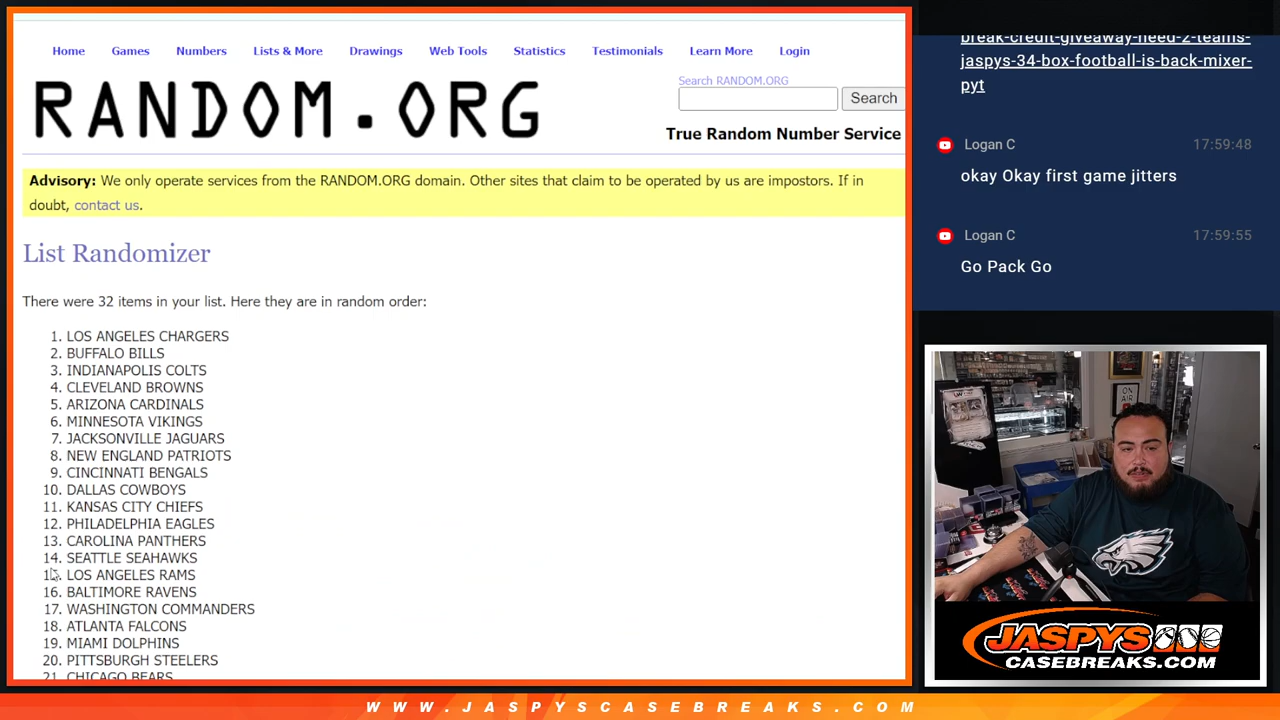 Home Games Numbers Lists & More Drawings Web Tools Statistics Testimonials Learn More Login
RANDOM.ORG
Search RANDOM.ORG
Search
True Random Number Service
Advisory: We only operate services from the RANDOM.ORG domain. Other sites that claim to be operated by us are impostors. If in
doubt, contact us.
List Randomizer
There were 32 items in your list. Here they are in random order:
1. LOS ANGELES CHARGERS
2. BUFFALO BILLS
3. INDIANAPOLIS COLTS
4. CLEVELAND BROWNS
5. ARIZONA CARDINALS
6. MINNESOTA VIKINGS
7. JACKSONVILLE JAGUARS
8. NEW ENGLAND PATRIOTS
9. CINCINNATI BENGALS
10. DALLAS COWBOYS
11. KANSAS CITY CHIEFS
12. PHILADELPHIA EAGLES
13. CAROLINA PANTHERS
14. SEATTLE SEAHAWKS
15. LOS ANGELES RAMS
16. BALTIMORE RAVENS
17. WASHINGTON COMMANDERS
18. ATLANTA FALCONS
19. MIAMI DOLPHINS
20. PITTSBURGH STEELERS
21. CHICAGO BEARS
break-credit-giveaway-need-2-teams-
jaspys-34-box-football-is-back-mixer-
pyt
Logan C 17:59:48
okay Okay first game jitters
Logan C 17:59:55
Go Pack Go
ON
AIR
JASPYS
CASEBREAKS.COM
WWW.JASPYSCASEBREAKS.COM